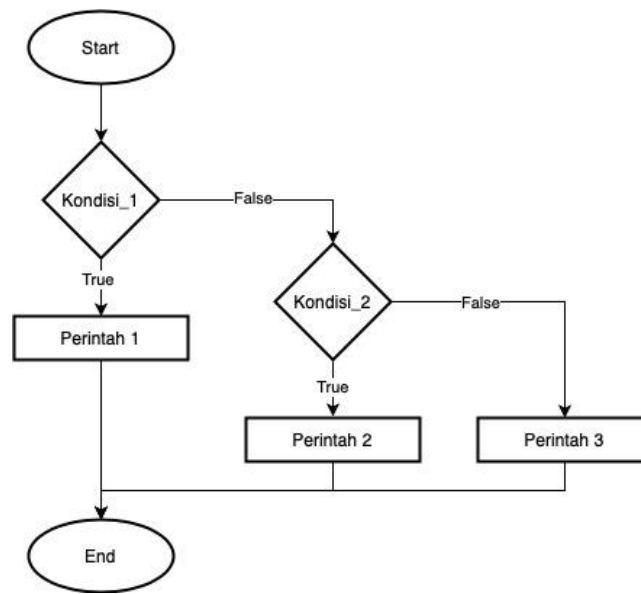 Start
Kondisi_1
False
True
Kondisi_2
False
Perintah 1
True
Perintah 2
Perintah 3
End